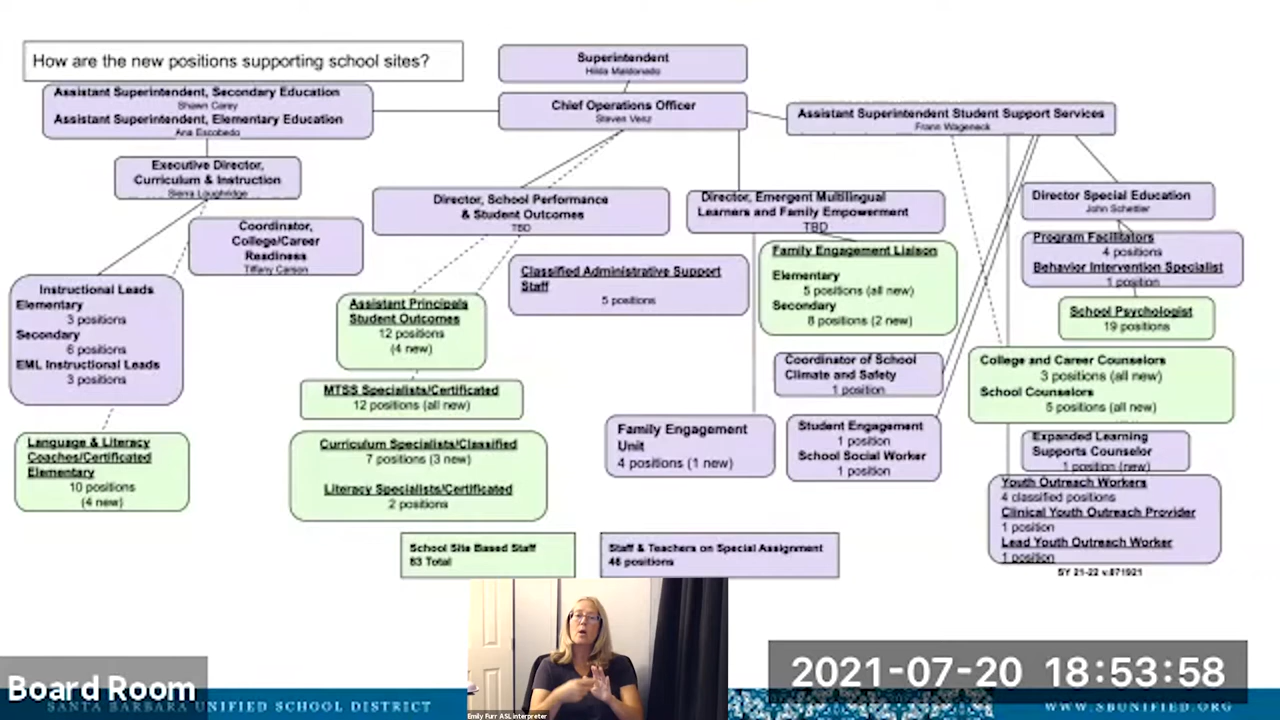 How are the new positions supporting school sites?
Superintendent
Hilda Maldonado
Assistant Superintendent, Secondary Education
Shawn Carey
Assistant Superintendent, Elementary Education
Ana Escobedo
Chief Operations Officer
Steven Venz
Assistant Superintendent Student Support Services
Frann Wageneck
Executive Director,
Curriculum & Instruction
Sierra Loughridge
Coordinator,
College/Career
Readiness
Tiffany Carson
Director, School Performance
& Student Outcomes
TBD
Director, Emergent Multilingual
Learners and Family Empowerment
TBD
Director Special Education
John Schettler
Program Facilitators
4 positions
Behavior Intervention Specialist
1 position
School Psychologist
19 positions
Instructional Leads
Elementary
3 positions
Secondary
6 positions
EML Instructional Leads
3 positions
Language & Literacy
Coaches/Certificated
Elementary
10 positions
(4 new)
Classified Administrative Support
Staff
5 positions
Assistant Principals
Student Outcomes
12 positions
(4 new)
MTSS Specialists/Certificated
12 positions (all new)
Curriculum Specialists/Classified
7 positions (3 new)
Literacy Specialists/Certificated
2 positions
Family Engagement Liaison
Elementary
5 positions (all new)
Secondary
8 positions (2 new)
Coordinator of School
Climate and Safety
1 position
Family Engagement
Unit
4 positions (1 new)
Student Engagement
1 position
School Social Worker
1 position
College and Career Counselors
3 positions (all new)
School Counselors
5 positions (all new)
Expanded Learning
Supports Counselor
1 position (new)
Youth Outreach Workers
4 classified positions
Clinical Youth Outreach Provider
1 position
Lead Youth Outreach Worker
1 position
School Site Based Staff
83 Total
Staff & Teachers on Special Assignment
46 positions
SY 21-22 v.071921
Board Room
SANTA BARBARA UNIFIED SCHOOL DISTRICT
Emily Furr ASL Interpreter
2021-07-20 18:53:58
WWW.SBUNIFIED.ORG